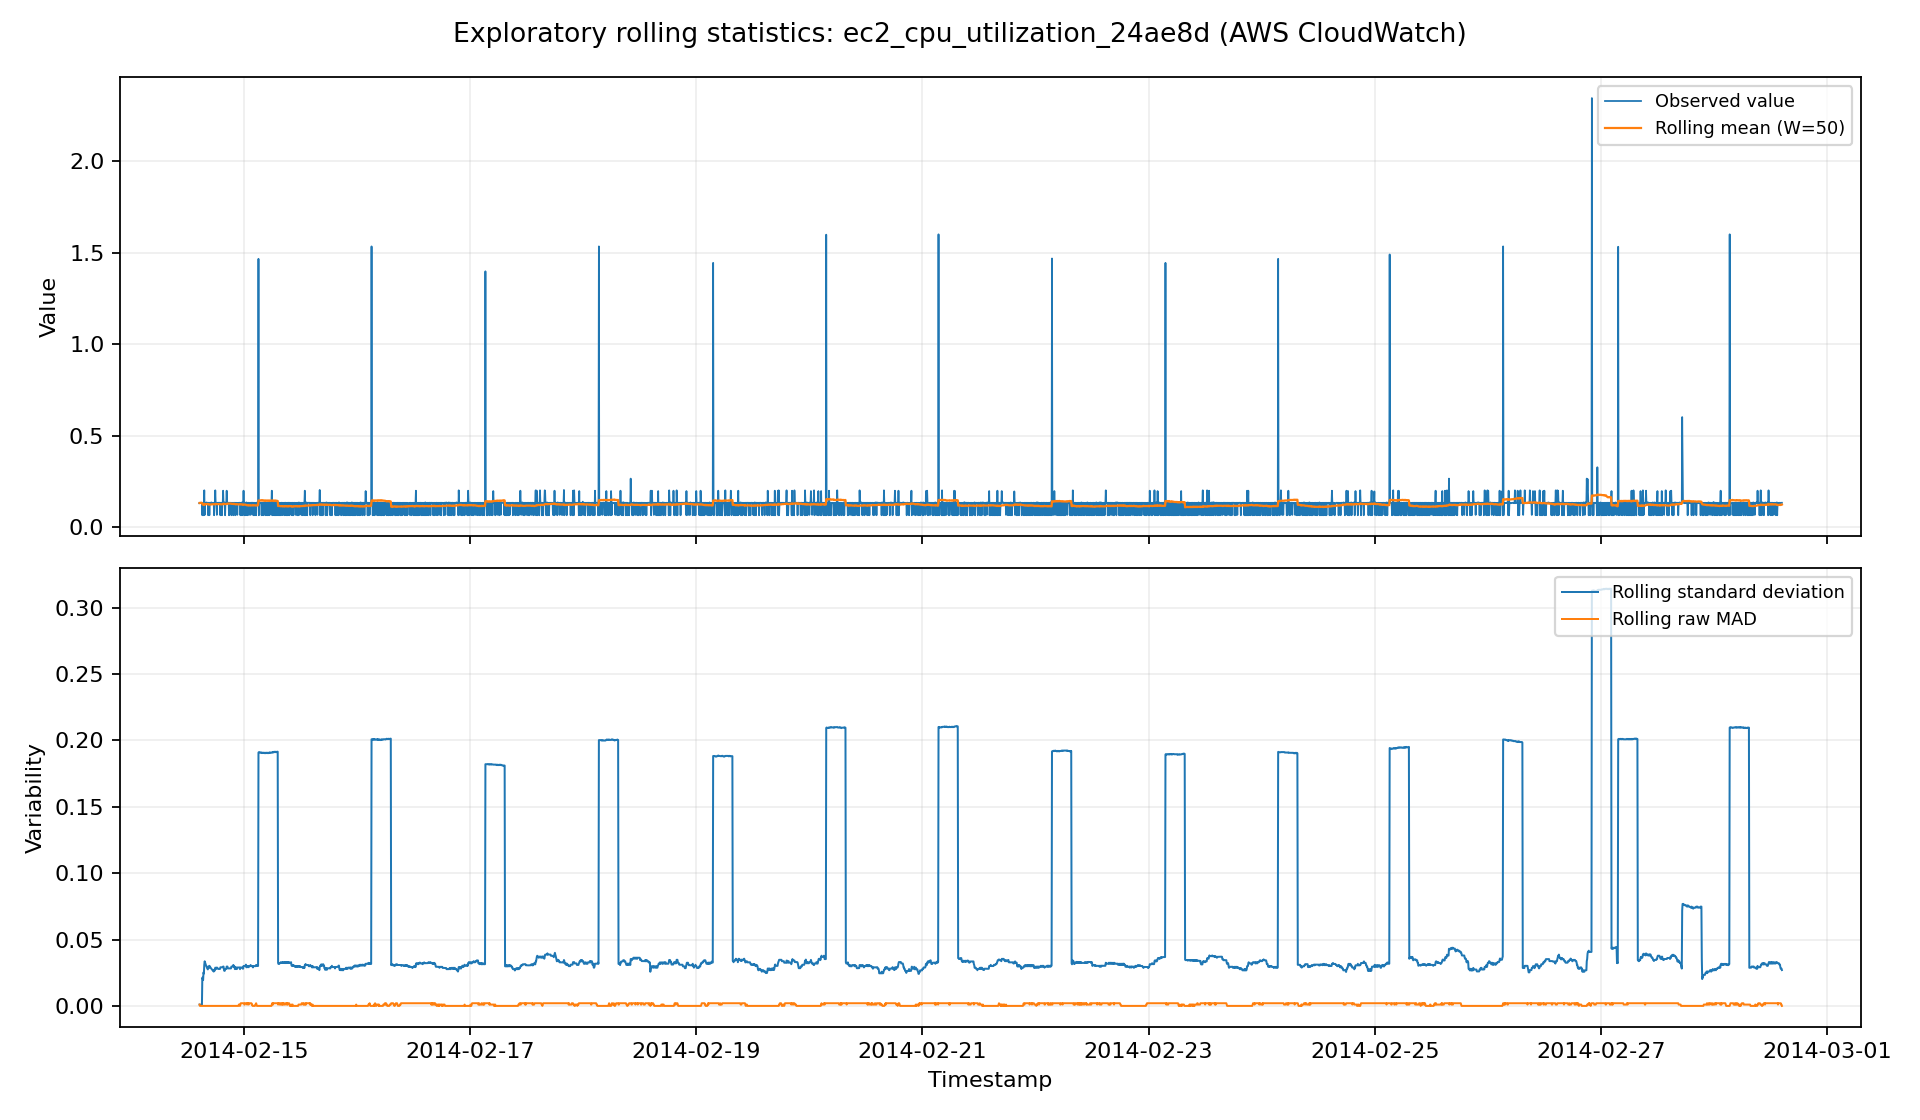 Exploratory rolling statistics: ec2_cpu_utilization_24ae8d (AWS CloudWatch)
Observed value
Rolling mean (W=50)
2.0
1.5
1.0
0.5
0.0
Value
Rolling standard deviation
Rolling raw MAD
0.30
0.25
0.20
0.15
0.10
0.05
0.00
Variability
2014-02-15 2014-02-17 2014-02-19 2014-02-21 2014-02-23 2014-02-25 2014-02-27 2014-03-01
Timestamp